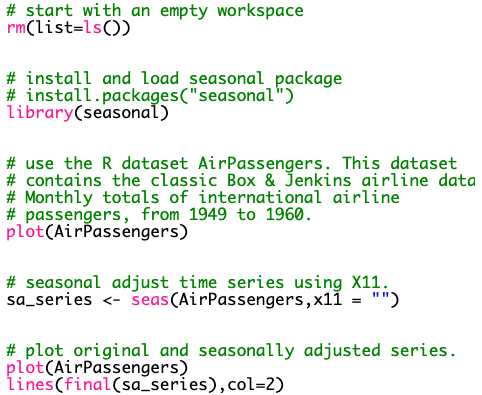 # start with an empty workspace
rm(list=ls())
# install and load seasonal package
# install.packages("seasonal")
library(seasonal)
# use the R dataset AirPassengers. This dataset
# contains the classic Box & Jenkins airline data
# Monthly totals of international airline
# passengers, from 1949 to 1960.
plot(AirPassengers)
# seasonal adjust time series using X11.
sa_series <- seas(AirPassengers,x11 = "")
# plot original and seasonally adjusted series.
plot(AirPassengers)
lines(final(sa_series),col=2)